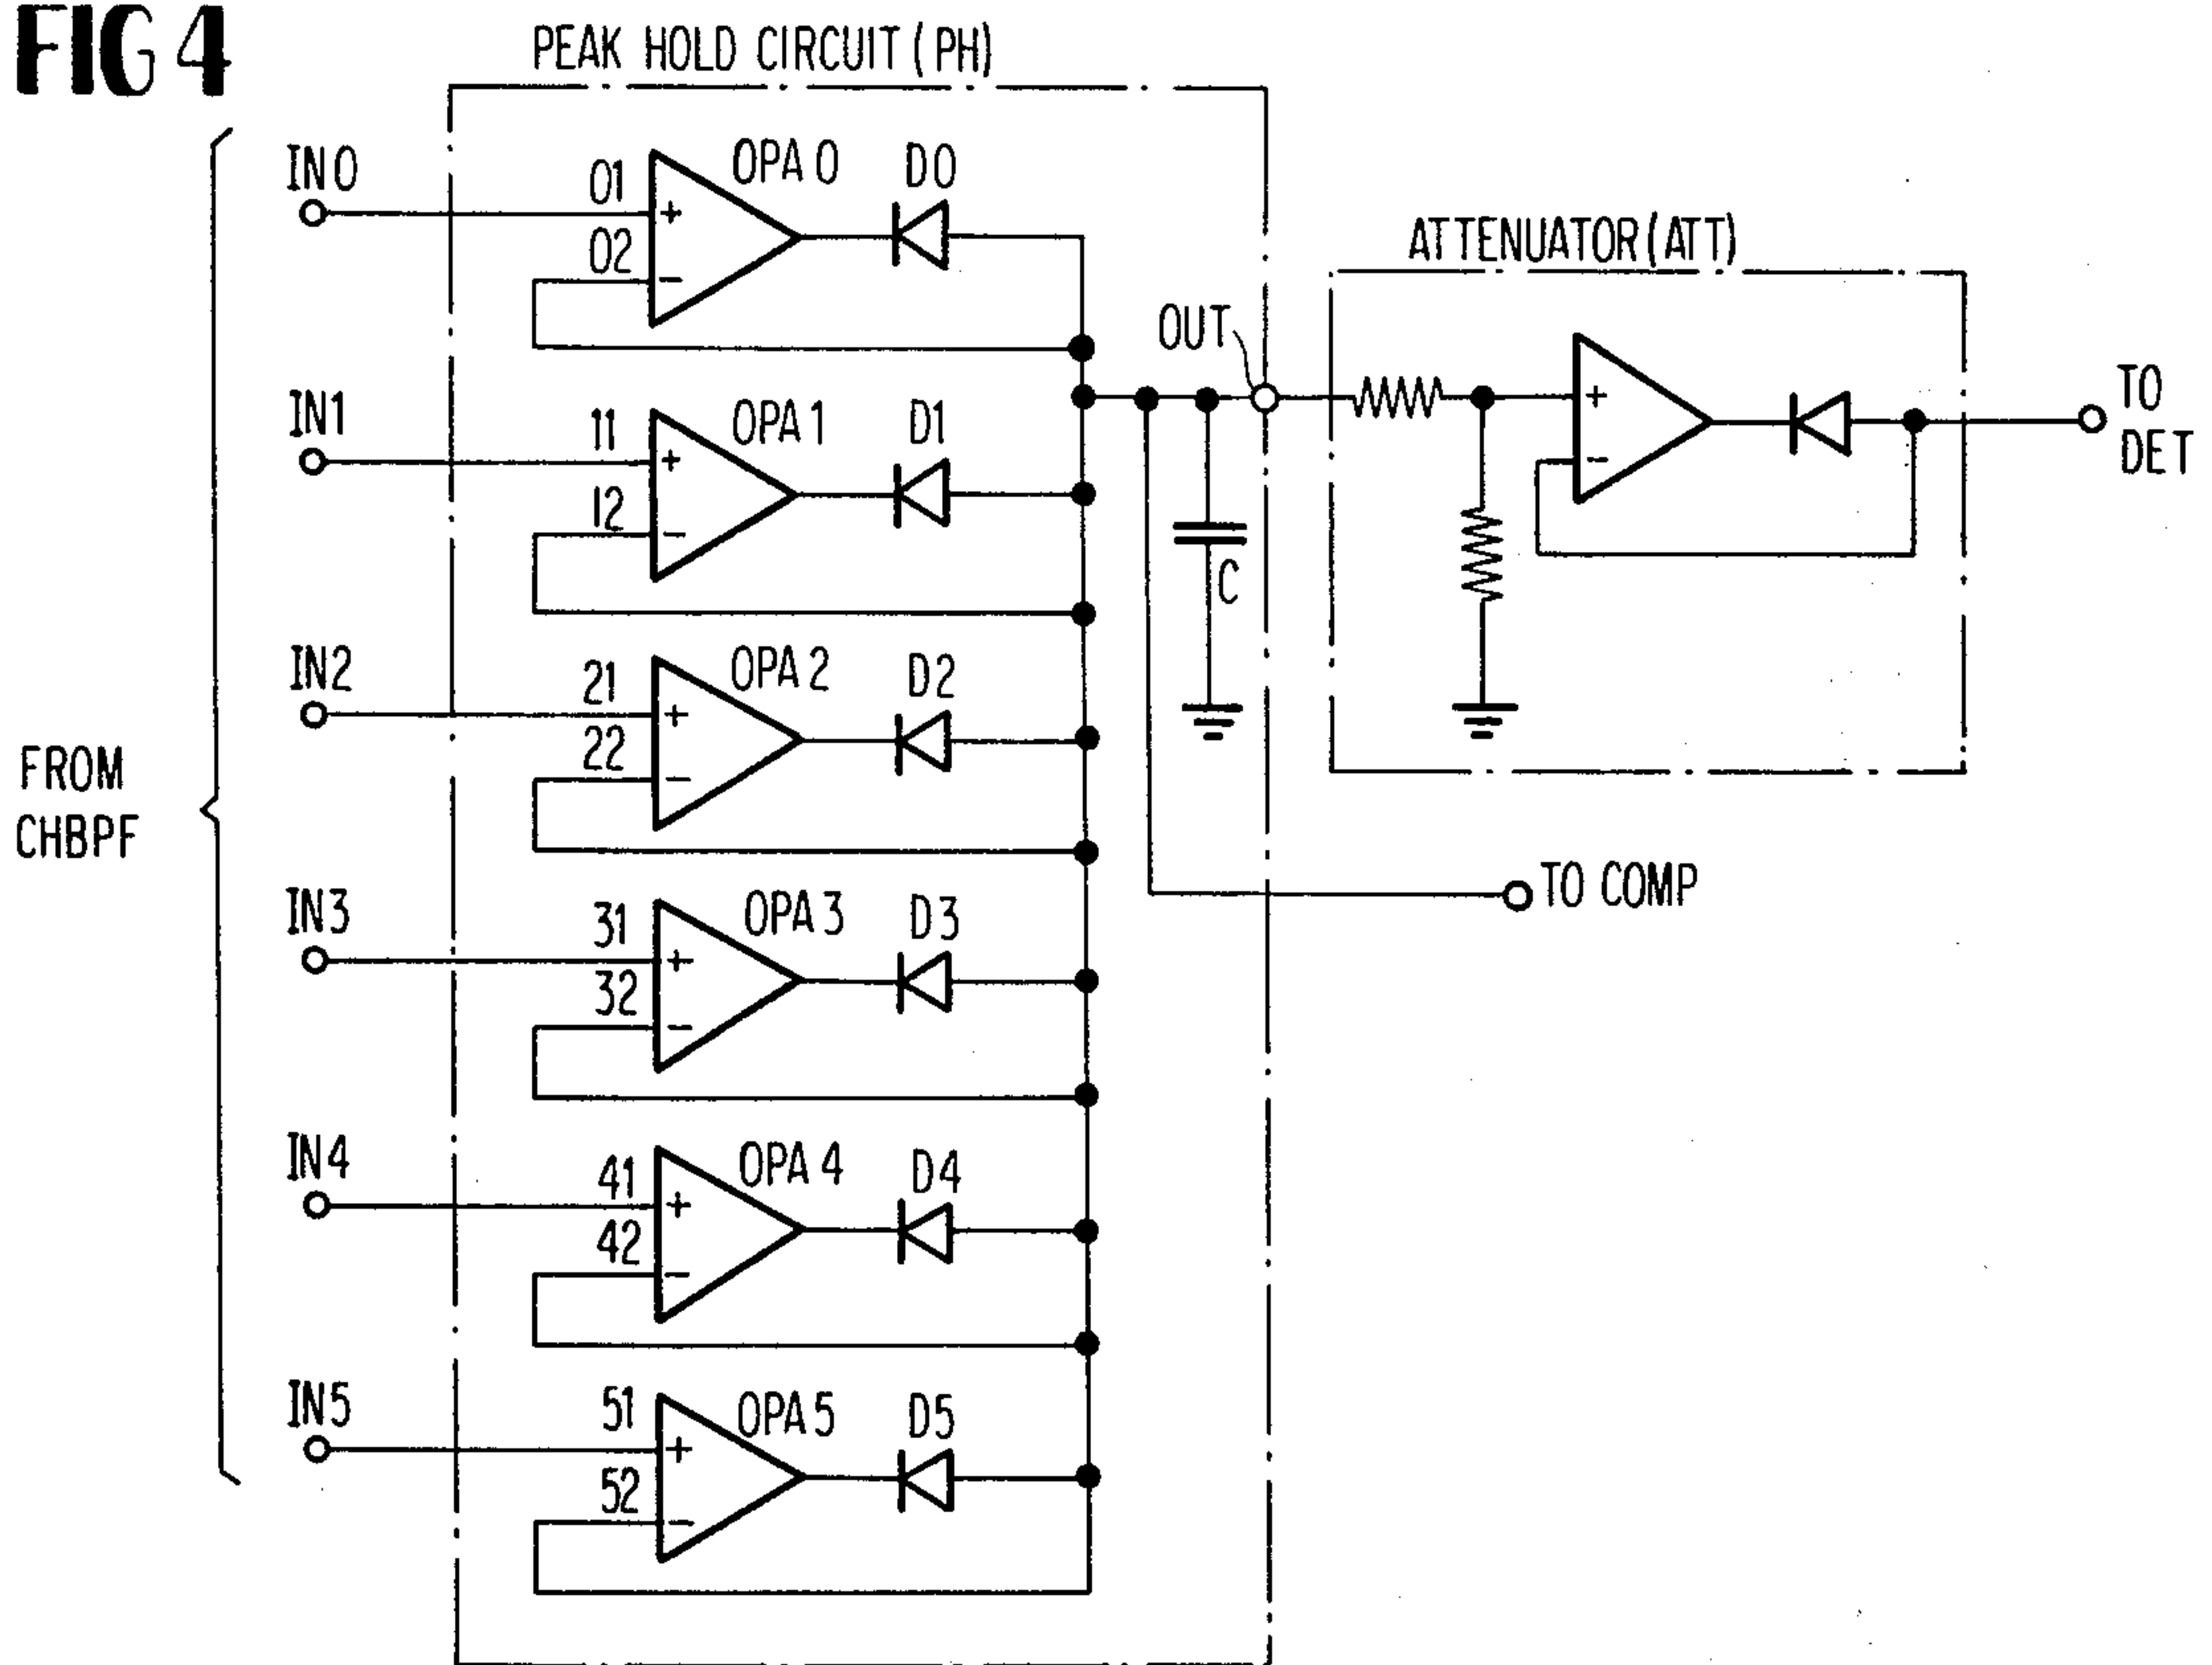 FIG 4
PEAK HOLD CIRCUIT (PH)
IN0
01
02
+
−
OPA 0
D0
ATTENUATOR (ATT)
OUT
+
−
TO
DET
IN1
11
12
+
−
OPA 1
D1
C
IN2
21
22
+
−
OPA 2
D2
FROM
CHBPF
TO COMP
IN3
31
32
+
−
OPA 3
D3
IN4
41
42
+
−
OPA 4
D4
IN5
51
52
+
−
OPA 5
D5